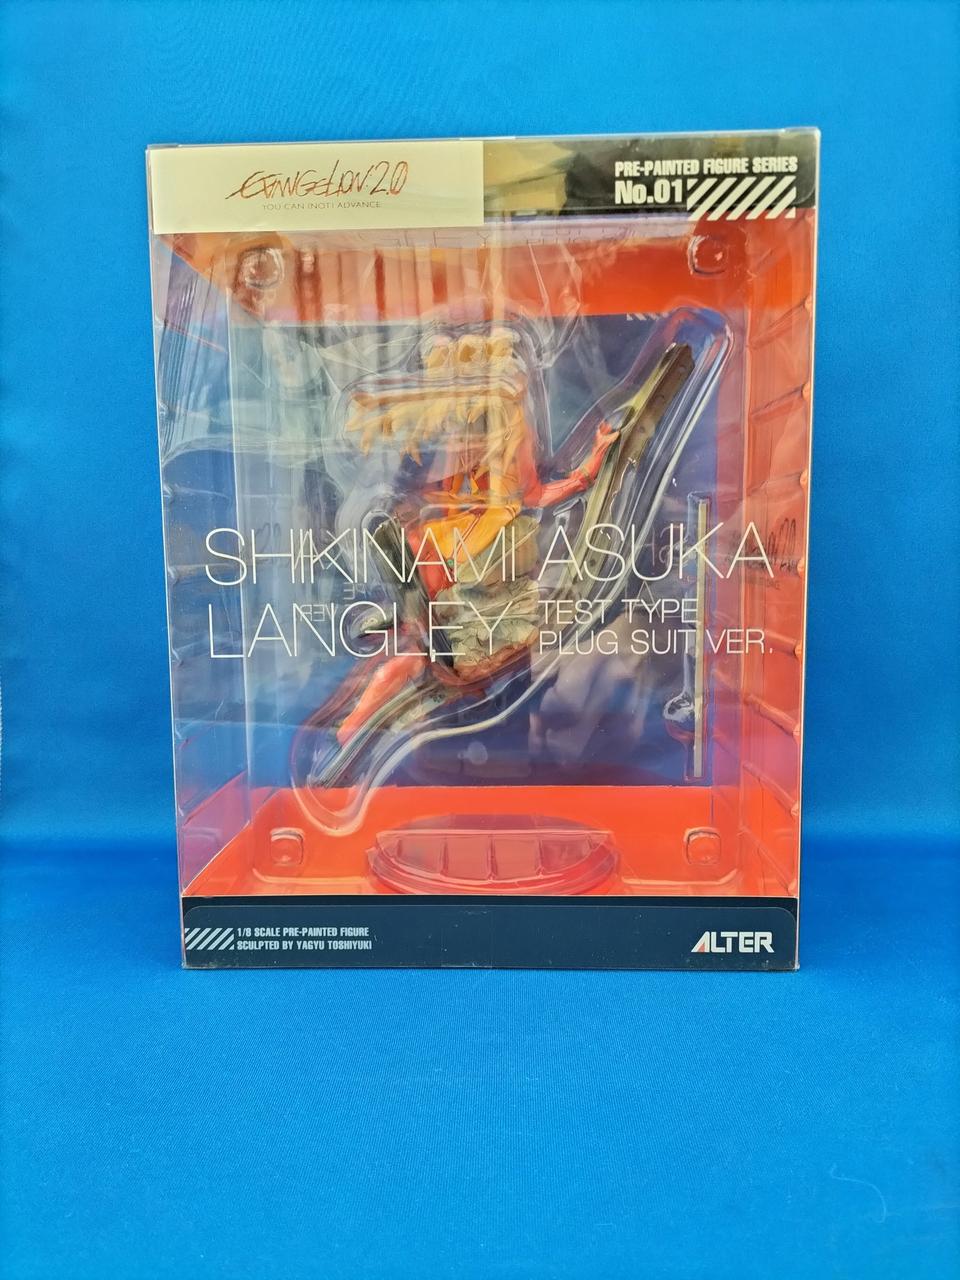 EVANGELION:2.0
YOU CAN (NOT) ADVANCE.
PRE-PAINTED FIGURE SERIES
No.01
SHIKINAMI ASUKA
LANGLEY TEST TYPE
PLUG SUIT VER.
1/8 SCALE PRE-PAINTED FIGURE
SCULPTED BY YAGYU TOSHIYUKI
ALTER